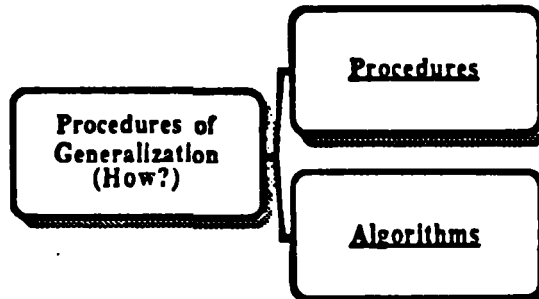 Procedures of
Generalization
(How?)
Procedures
Algorithms